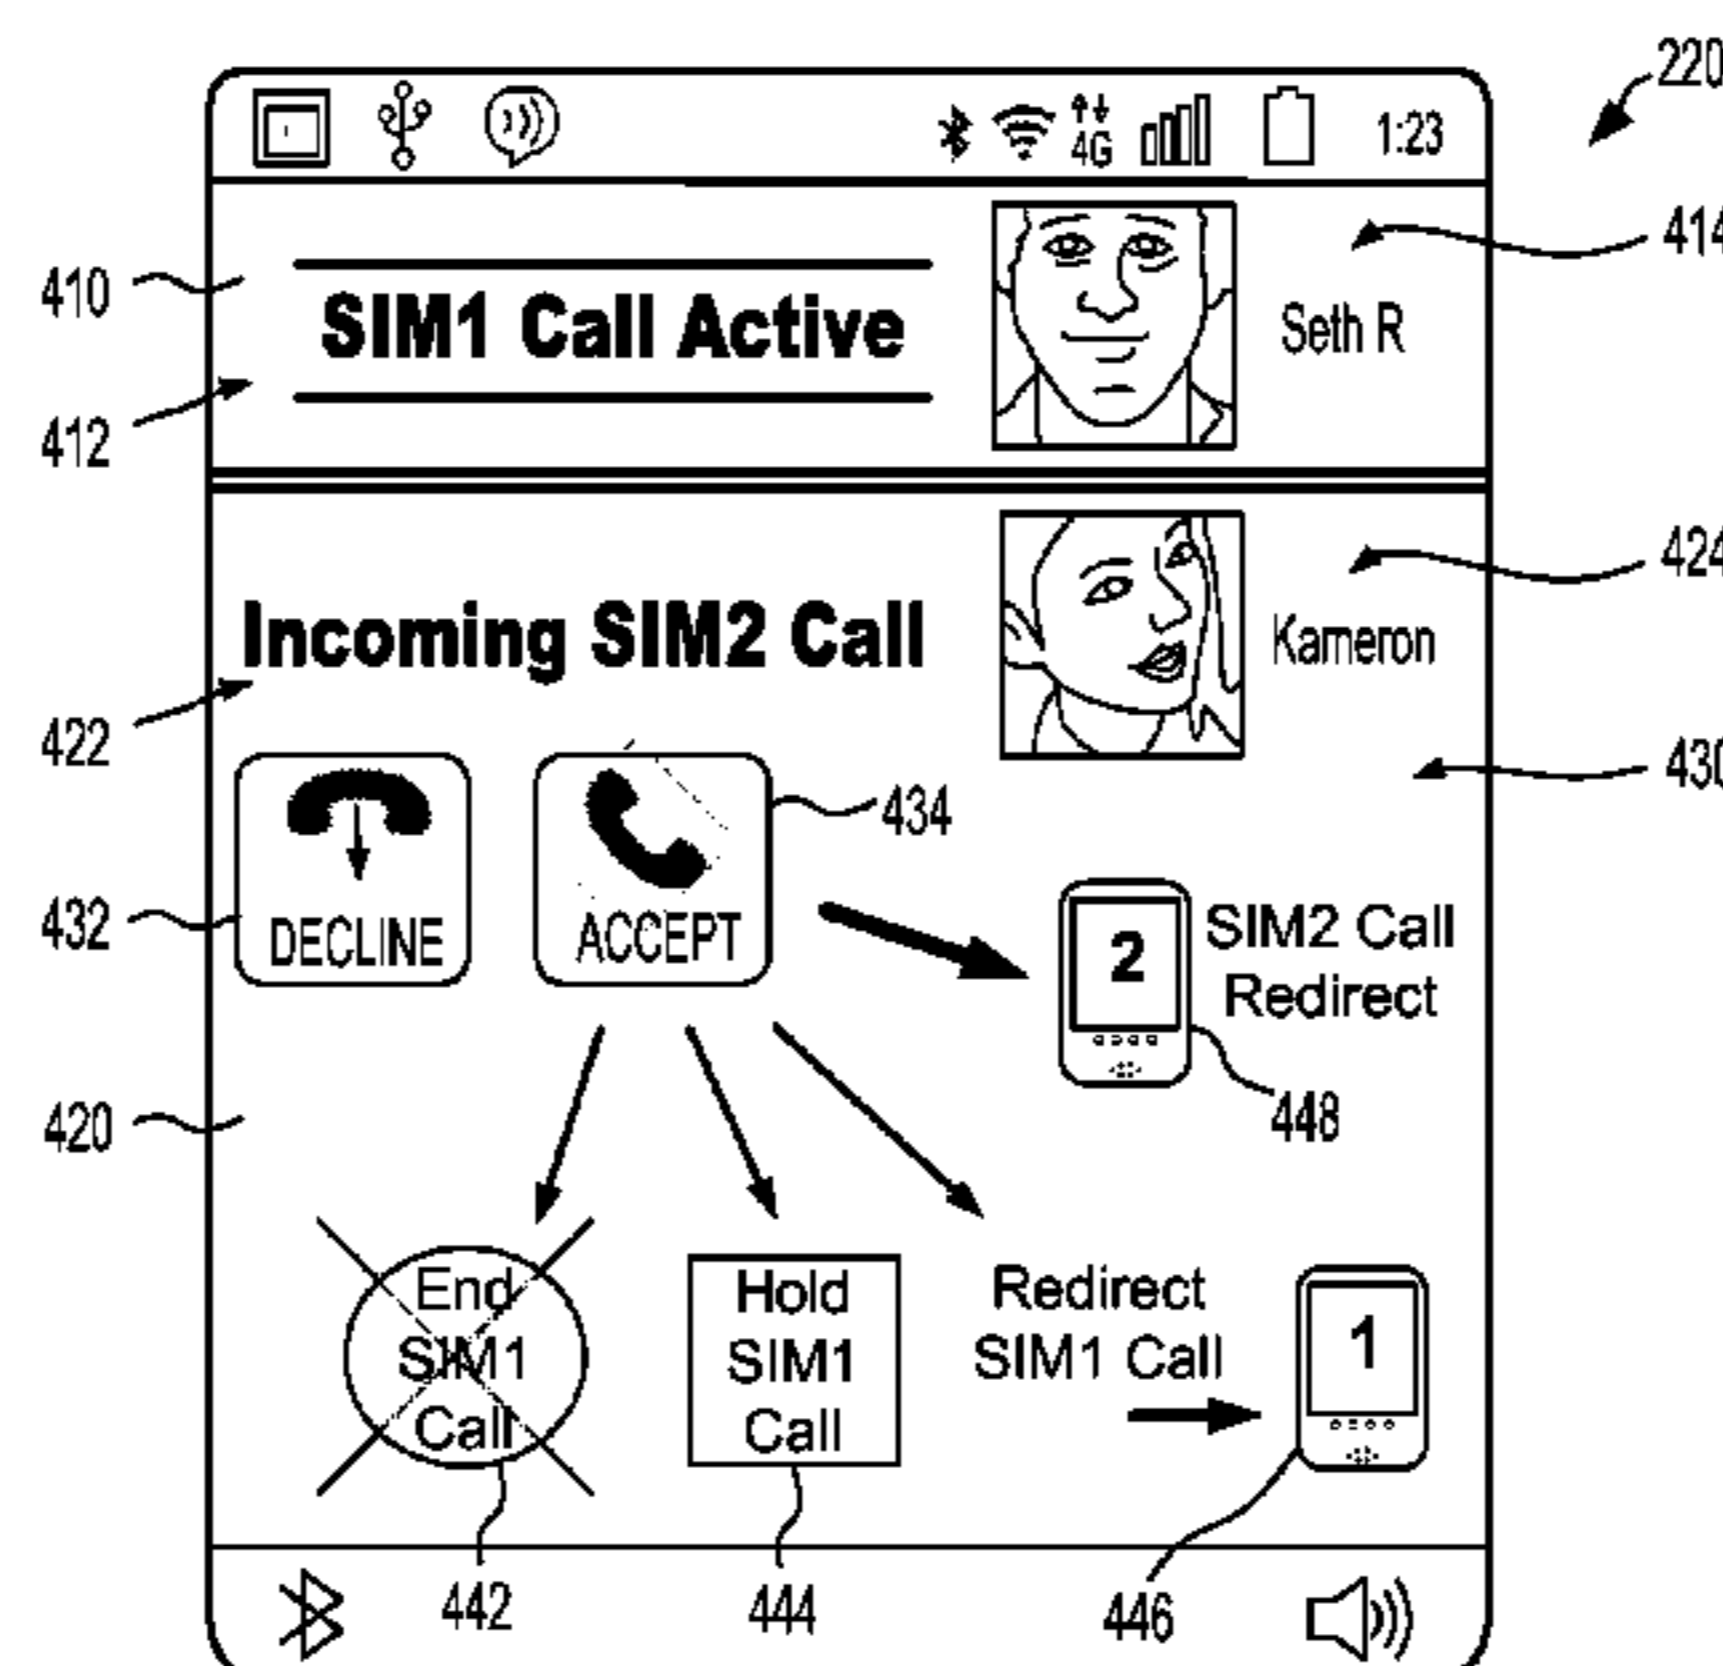 220
4G 1:23
414
410
SIM1 Call Active
Seth R
412
424
Incoming SIM2 Call
Kameron
422
430
434
432
DECLINE
ACCEPT
2
SIM2 Call
Redirect
448
420
End
SIM1
Call
Hold
SIM1
Call
Redirect
SIM1 Call
1
442
444
446